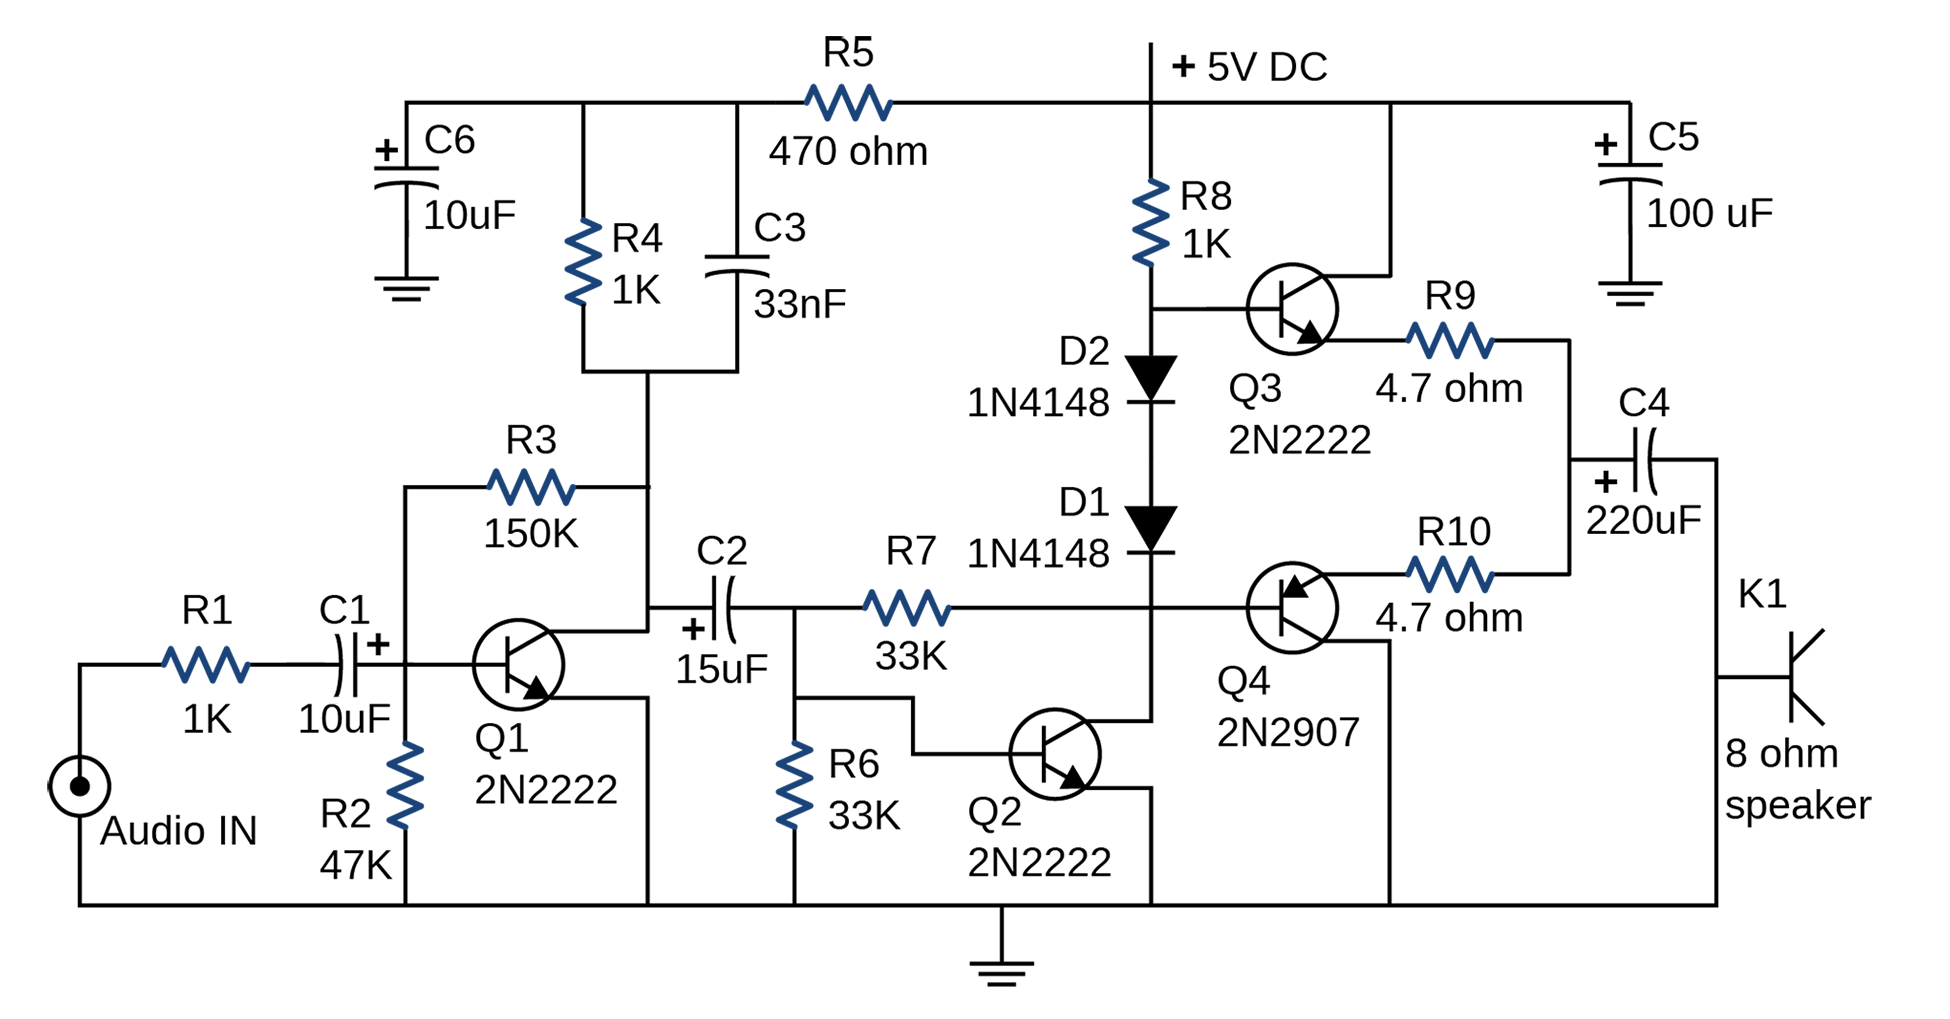 R5
470 ohm
+ 5V DC
+
C6
10uF
R4
1K
C3
33nF
R8
1K
+
C5
100 uF
R9
4.7 ohm
D2
1N4148
Q3
2N2222
C4
+
220uF
R3
150K
D1
1N4148
R10
4.7 ohm
C2
+
15uF
R7
33K
R1
1K
C1
+
10uF
Q1
2N2222
Q4
2N2907
K1
8 ohm
speaker
R2
47K
R6
33K
Q2
2N2222
Audio IN